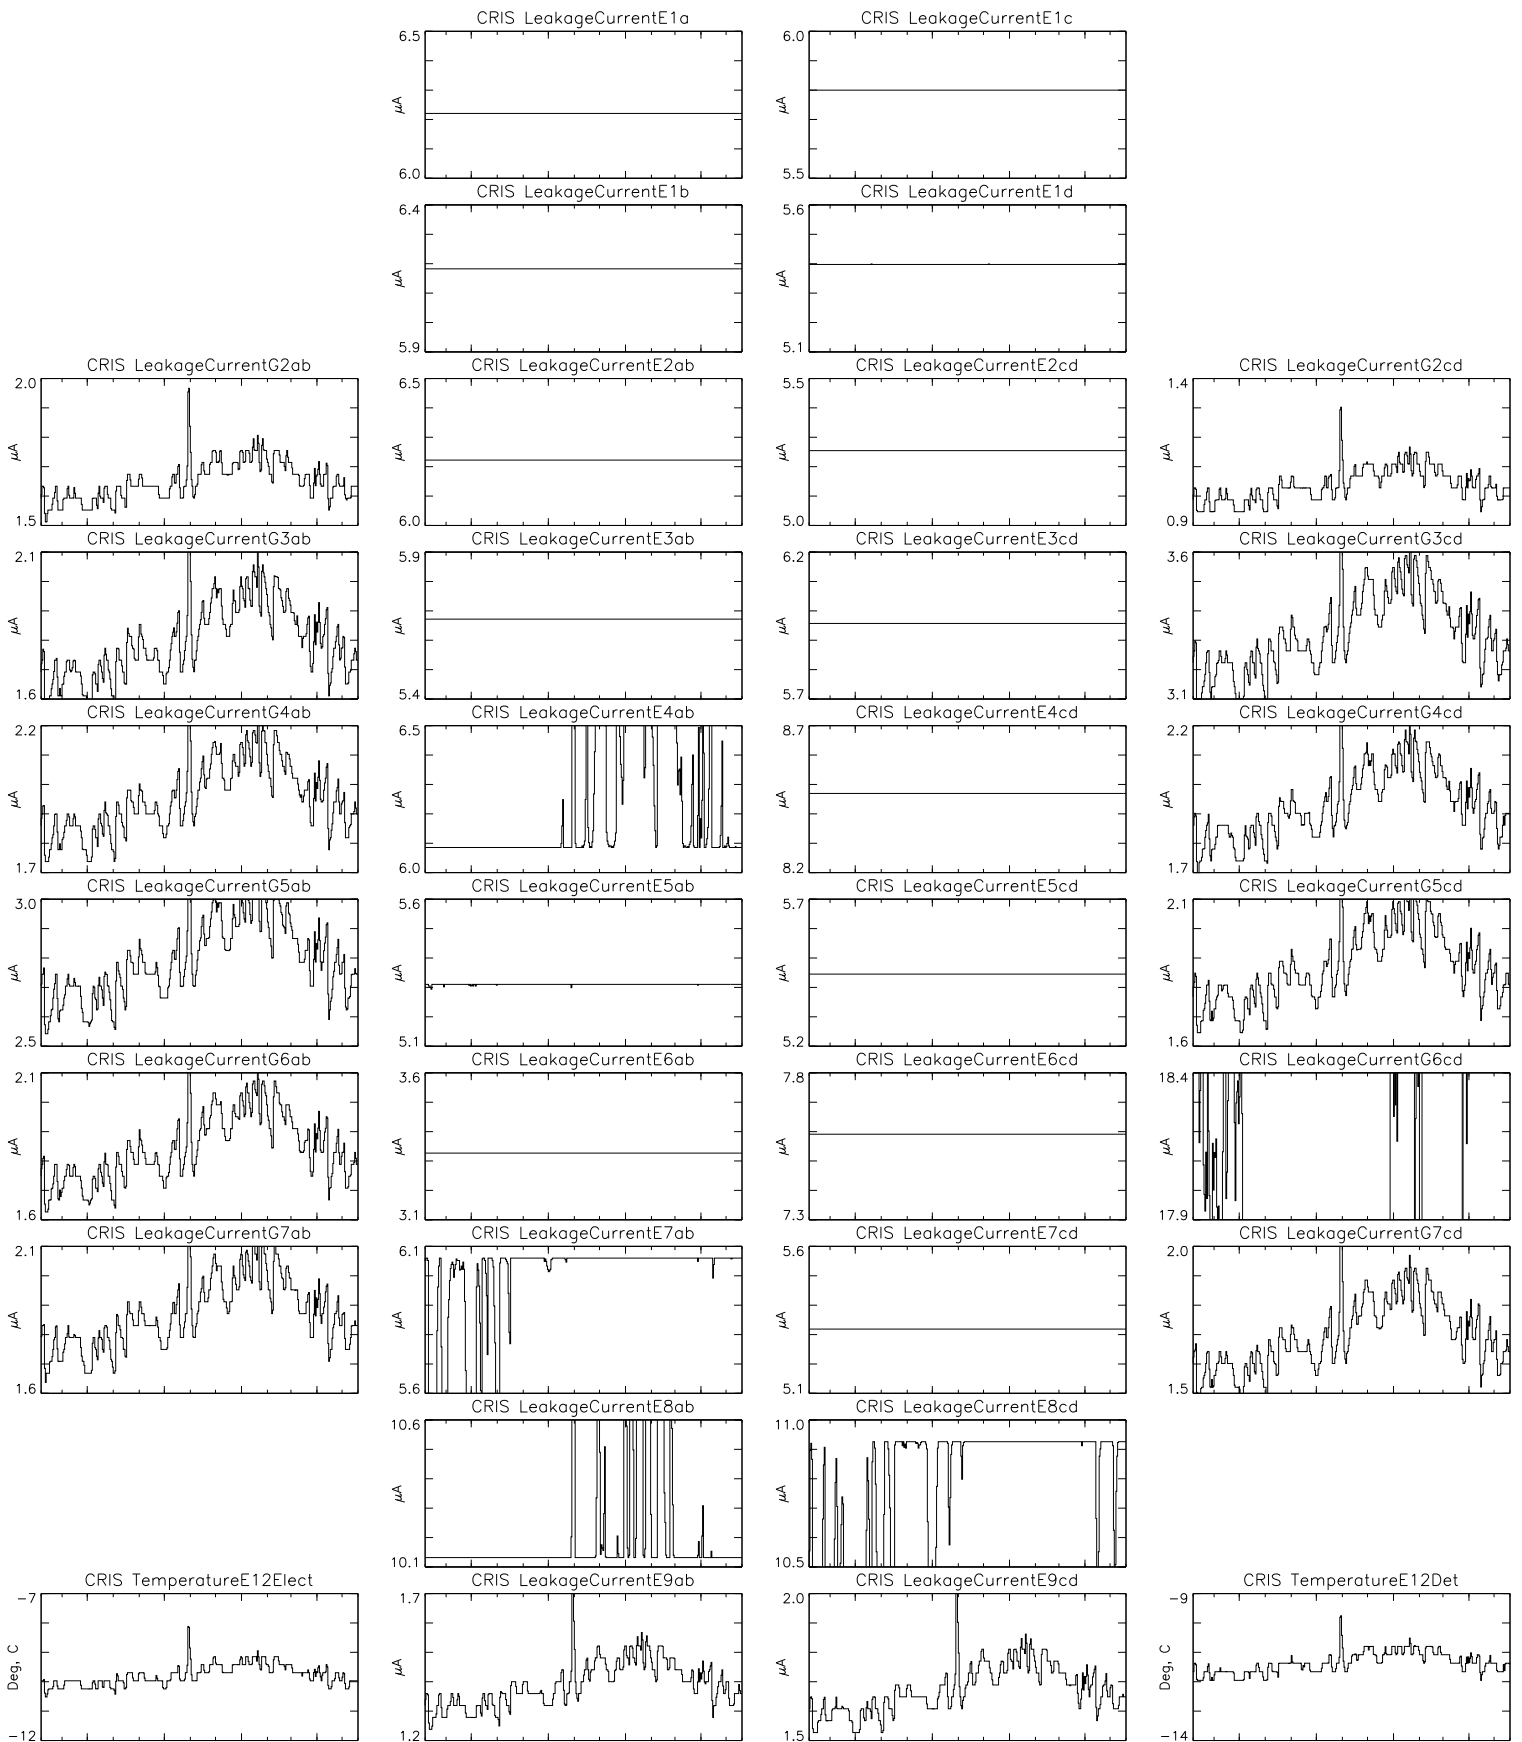 CRIS LeakageCurrentE1a CRIS LeakageCurrentE1c
6.5 6.0
μA μA
6.0 5.5
CRIS LeakageCurrentE1b CRIS LeakageCurrentE1d
6.4 5.6
μA μA
5.9 5.1
CRIS LeakageCurrentG2ab CRIS LeakageCurrentE2ab CRIS LeakageCurrentE2cd CRIS LeakageCurrentG2cd
2.0 6.5 5.5 1.4
μA μA μA μA
1.5 6.0 5.0 0.9
CRIS LeakageCurrentG3ab CRIS LeakageCurrentE3ab CRIS LeakageCurrentE3cd CRIS LeakageCurrentG3cd
2.1 5.9 6.2 3.6
μA μA μA μA
1.6 5.4 5.7 3.1
CRIS LeakageCurrentG4ab CRIS LeakageCurrentE4ab CRIS LeakageCurrentE4cd CRIS LeakageCurrentG4cd
2.2 6.5 8.7 2.2
μA μA μA μA
1.7 6.0 8.2 1.7
CRIS LeakageCurrentG5ab CRIS LeakageCurrentE5ab CRIS LeakageCurrentE5cd CRIS LeakageCurrentG5cd
3.0 5.6 5.7 2.1
μA μA μA μA
2.5 5.1 5.2 1.6
CRIS LeakageCurrentG6ab CRIS LeakageCurrentE6ab CRIS LeakageCurrentE6cd CRIS LeakageCurrentG6cd
2.1 3.6 7.8 18.4
μA μA μA μA
1.6 3.1 7.3 17.9
CRIS LeakageCurrentG7ab CRIS LeakageCurrentE7ab CRIS LeakageCurrentE7cd CRIS LeakageCurrentG7cd
2.1 6.1 5.6 2.0
μA μA μA μA
1.6 5.6 5.1 1.5
CRIS LeakageCurrentE8ab CRIS LeakageCurrentE8cd
10.6 11.0
μA μA
10.1 10.5
CRIS TemperatureE12Elect CRIS LeakageCurrentE9ab CRIS LeakageCurrentE9cd CRIS TemperatureE12Det
-7 1.7 2.0 -9
Deg, C μA μA Deg, C
-12 1.2 1.5 -14